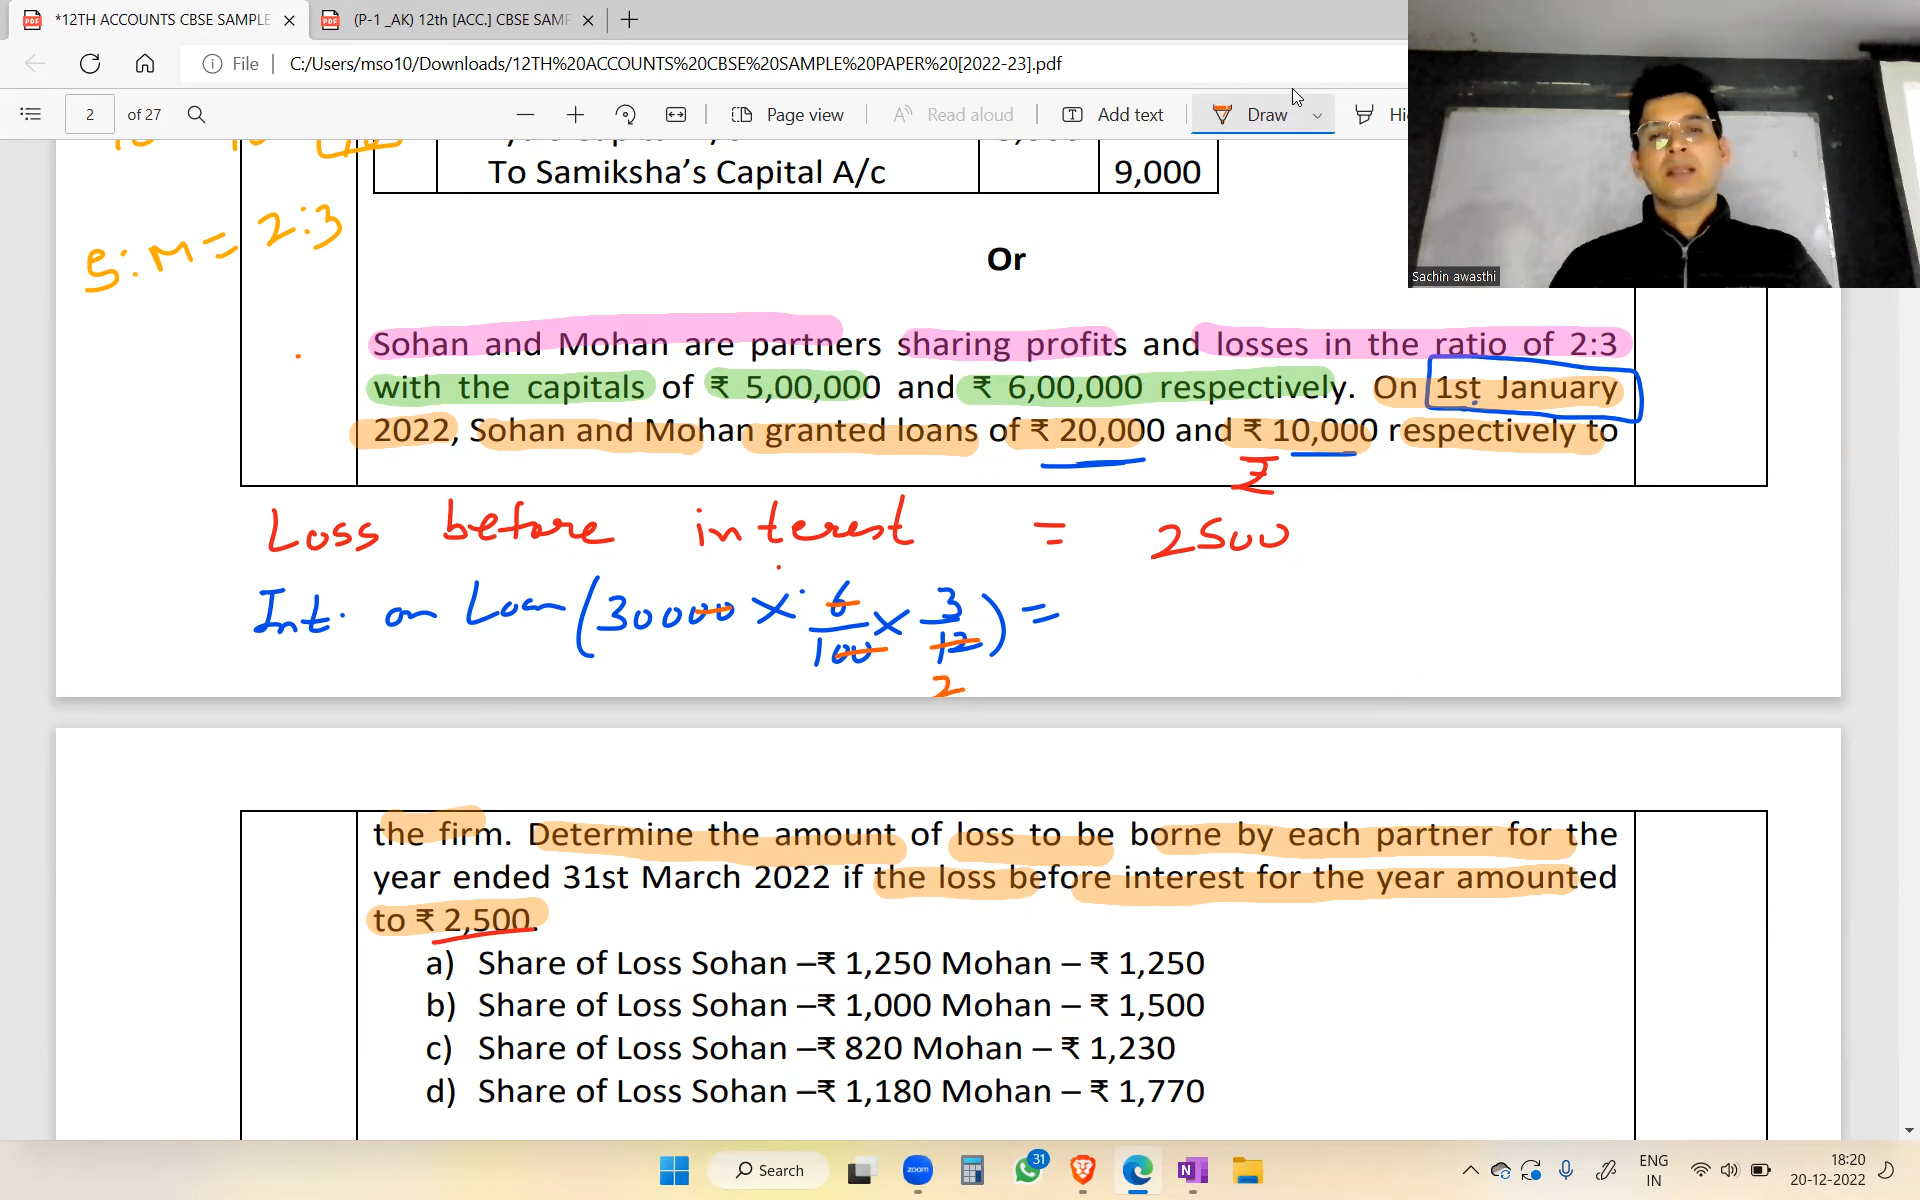 *12TH ACCOUNTS CBSE SAMPLE
(P-1 _AK) 12th [ACC.] CBSE SAMP
File
C:/Users/mso10/Downloads/12TH%20ACCOUNTS%20CBSE%20SAMPLE%20PAPER%20[2022-23].pdf
2 of 27
Page view
Read aloud
Add text
Draw
To Samiksha's Capital A/c 9,000
S:M = 2:3
Or
Sachin awasthi
Sohan and Mohan are partners sharing profits and losses in the ratio of 2:3
with the capitals of ₹ 5,00,000 and ₹ 6,00,000 respectively. On 1st January
2022, Sohan and Mohan granted loans of ₹ 20,000 and ₹ 10,000 respectively to
₹
Loss before interest = 2500
Int. on Loan (30000 × 6/100 × 3/12) =
2
the firm. Determine the amount of loss to be borne by each partner for the
year ended 31st March 2022 if the loss before interest for the year amounted
to ₹ 2,500.
a) Share of Loss Sohan –₹ 1,250 Mohan – ₹ 1,250
b) Share of Loss Sohan –₹ 1,000 Mohan – ₹ 1,500
c) Share of Loss Sohan –₹ 820 Mohan – ₹ 1,230
d) Share of Loss Sohan –₹ 1,180 Mohan – ₹ 1,770
Search
zoom
31
ENG
IN
18:20
20-12-2022